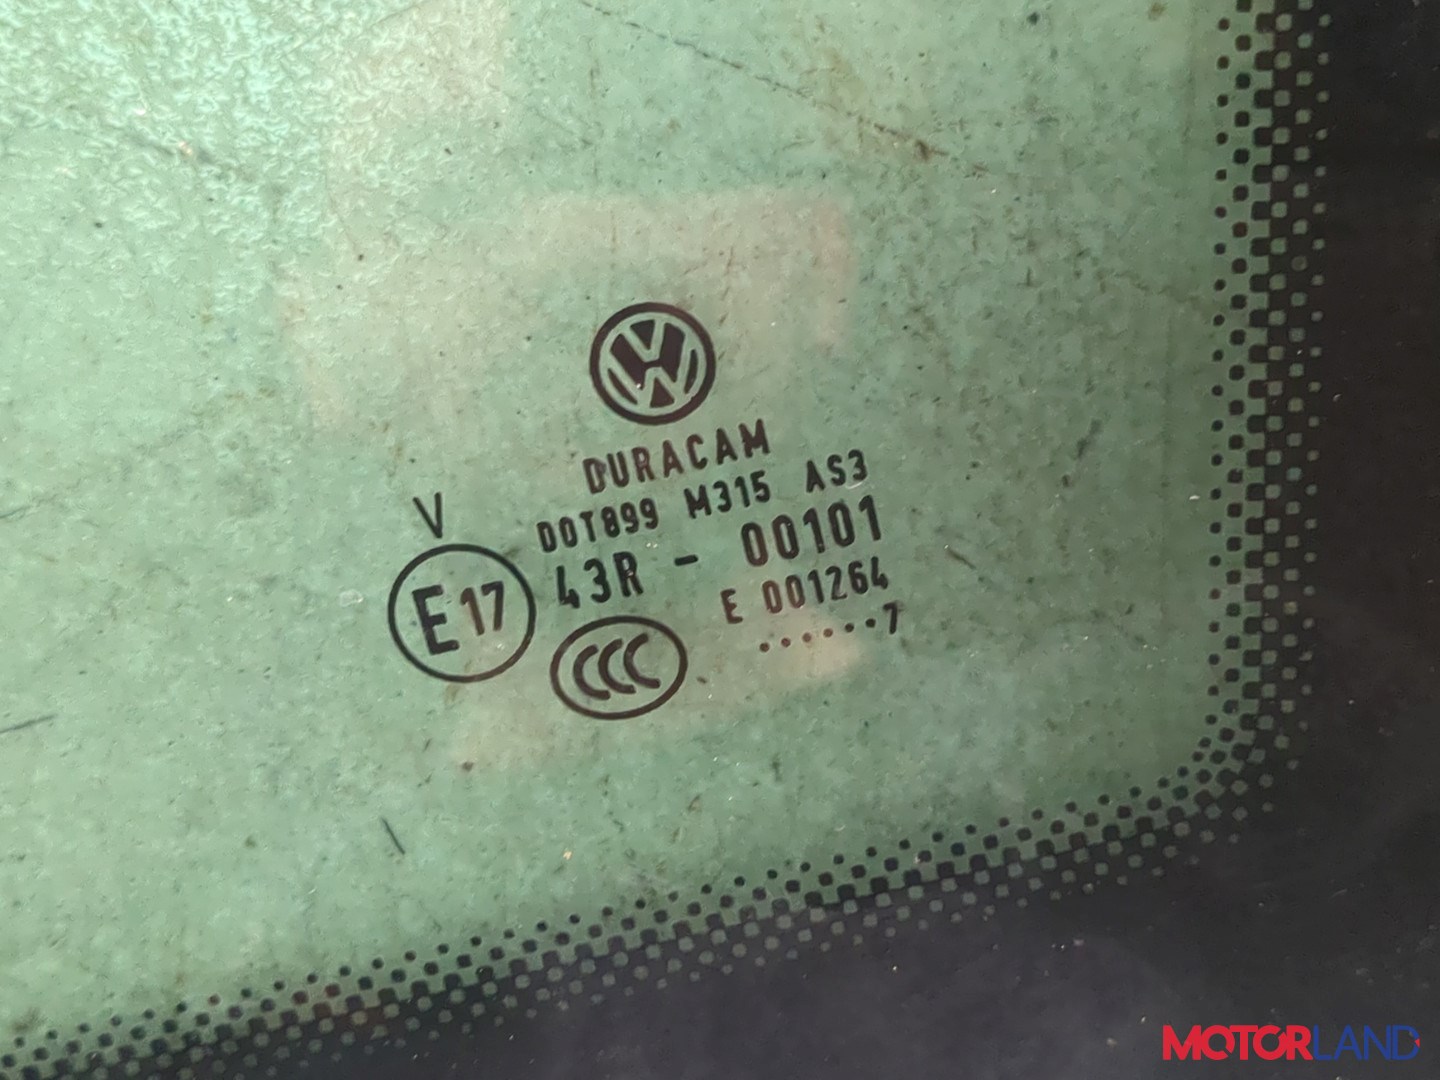 DURACAM
DOT899 M315 AS3
V
E17
43R - 00101
E 001264
CCC
......7
MOTORLAND